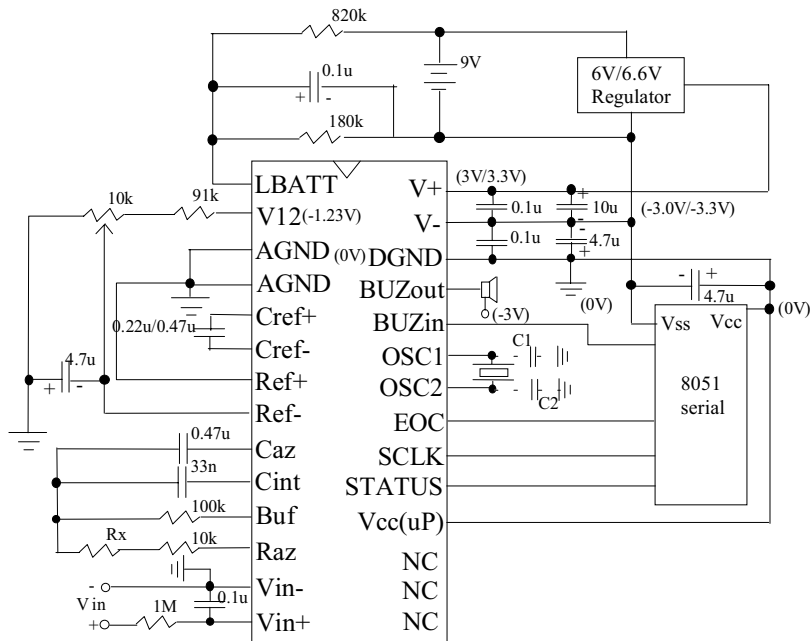 820k
9V
0.1u
+ -
180k
6V/6.6V
Regulator
10k
91k
LBATT
V12(-1.23V)
AGND (0V)
AGND
Cref+
0.22u/0.47u
Cref-
Ref+
4.7u
+ -
Ref-
0.47u
Caz
33n
Cint
100k
Buf
Rx
10k
Raz
-
Vin-
Vin
0.1u
1M
+
Vin+
V+
(3V/3.3V)
0.1u
+
10u
-
(-3.0V/-3.3V)
V-
0.1u
-
4.7u
+
DGND
(0V)
BUZout
(-3V)
BUZin
- +
4.7u
(0V)
Vss
Vcc
8051
serial
OSC1
C1
OSC2
C2
EOC
SCLK
STATUS
Vcc(uP)
NC
NC
NC